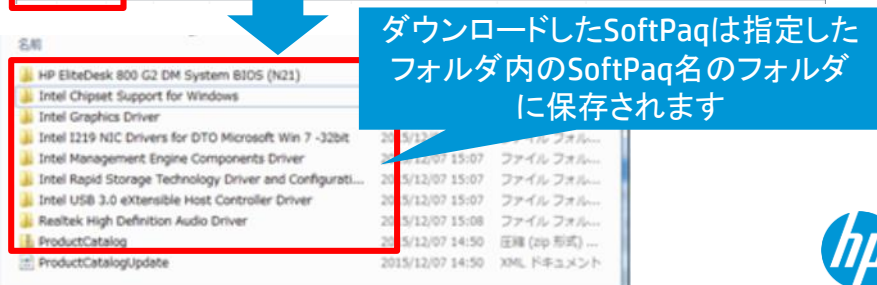 ダウンロードしたSoftPaqは指定した
フォルダ内のSoftPaq名のフォルダ
に保存されます
名前
HP EliteDesk 800 G2 DM System BIOS (N21)
Intel Chipset Support for Windows
Intel Graphics Driver
Intel I219 NIC Drivers for DTO Microsoft Win 7 -32bit
Intel Management Engine Components Driver 15:07 ファイル フォル...
Intel Rapid Storage Technology Driver and Configurati... 2015/12/07 15:07 ファイル フォル...
Intel USB 3.0 eXtensible Host Controller Driver 2015/12/07 15:07 ファイル フォル...
Realtek High Definition Audio Driver 2015/12/07 15:08 ファイル フォル...
ProductCatalog 2015/12/07 14:50 圧縮 (zip 形式) ...
ProductCatalogUpdate 2015/12/07 14:50 XML ドキュメント
hp